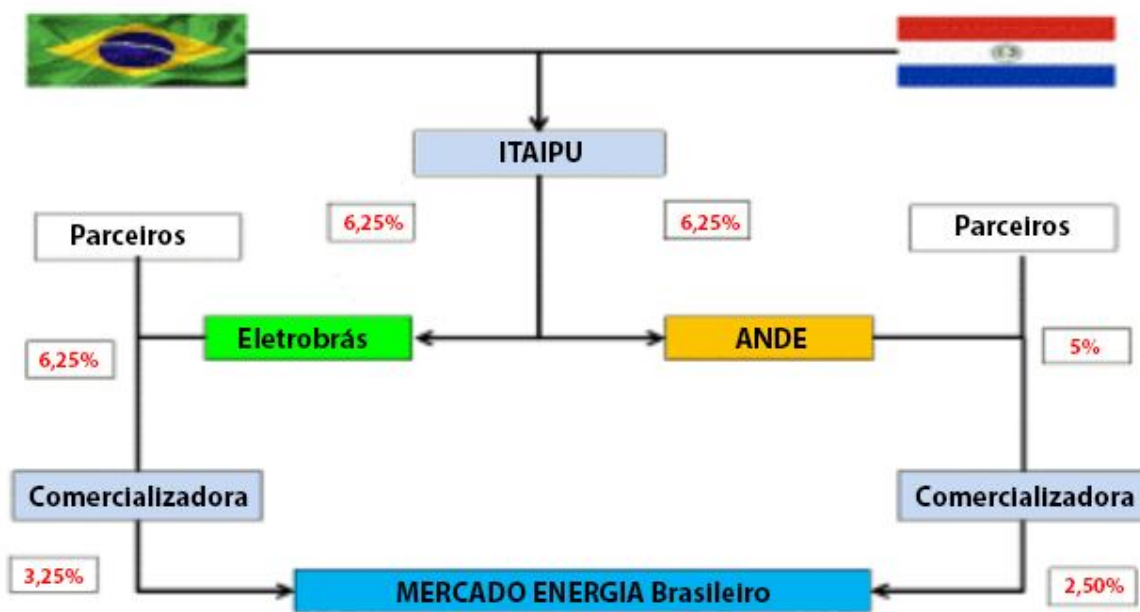 ITAIPU
6,25%
6,25%
Parceiros
Parceiros
Eletrobrás
ANDE
6,25%
5%
Comercializadora
Comercializadora
3,25%
MERCADO ENERGIA Brasileiro
2,50%